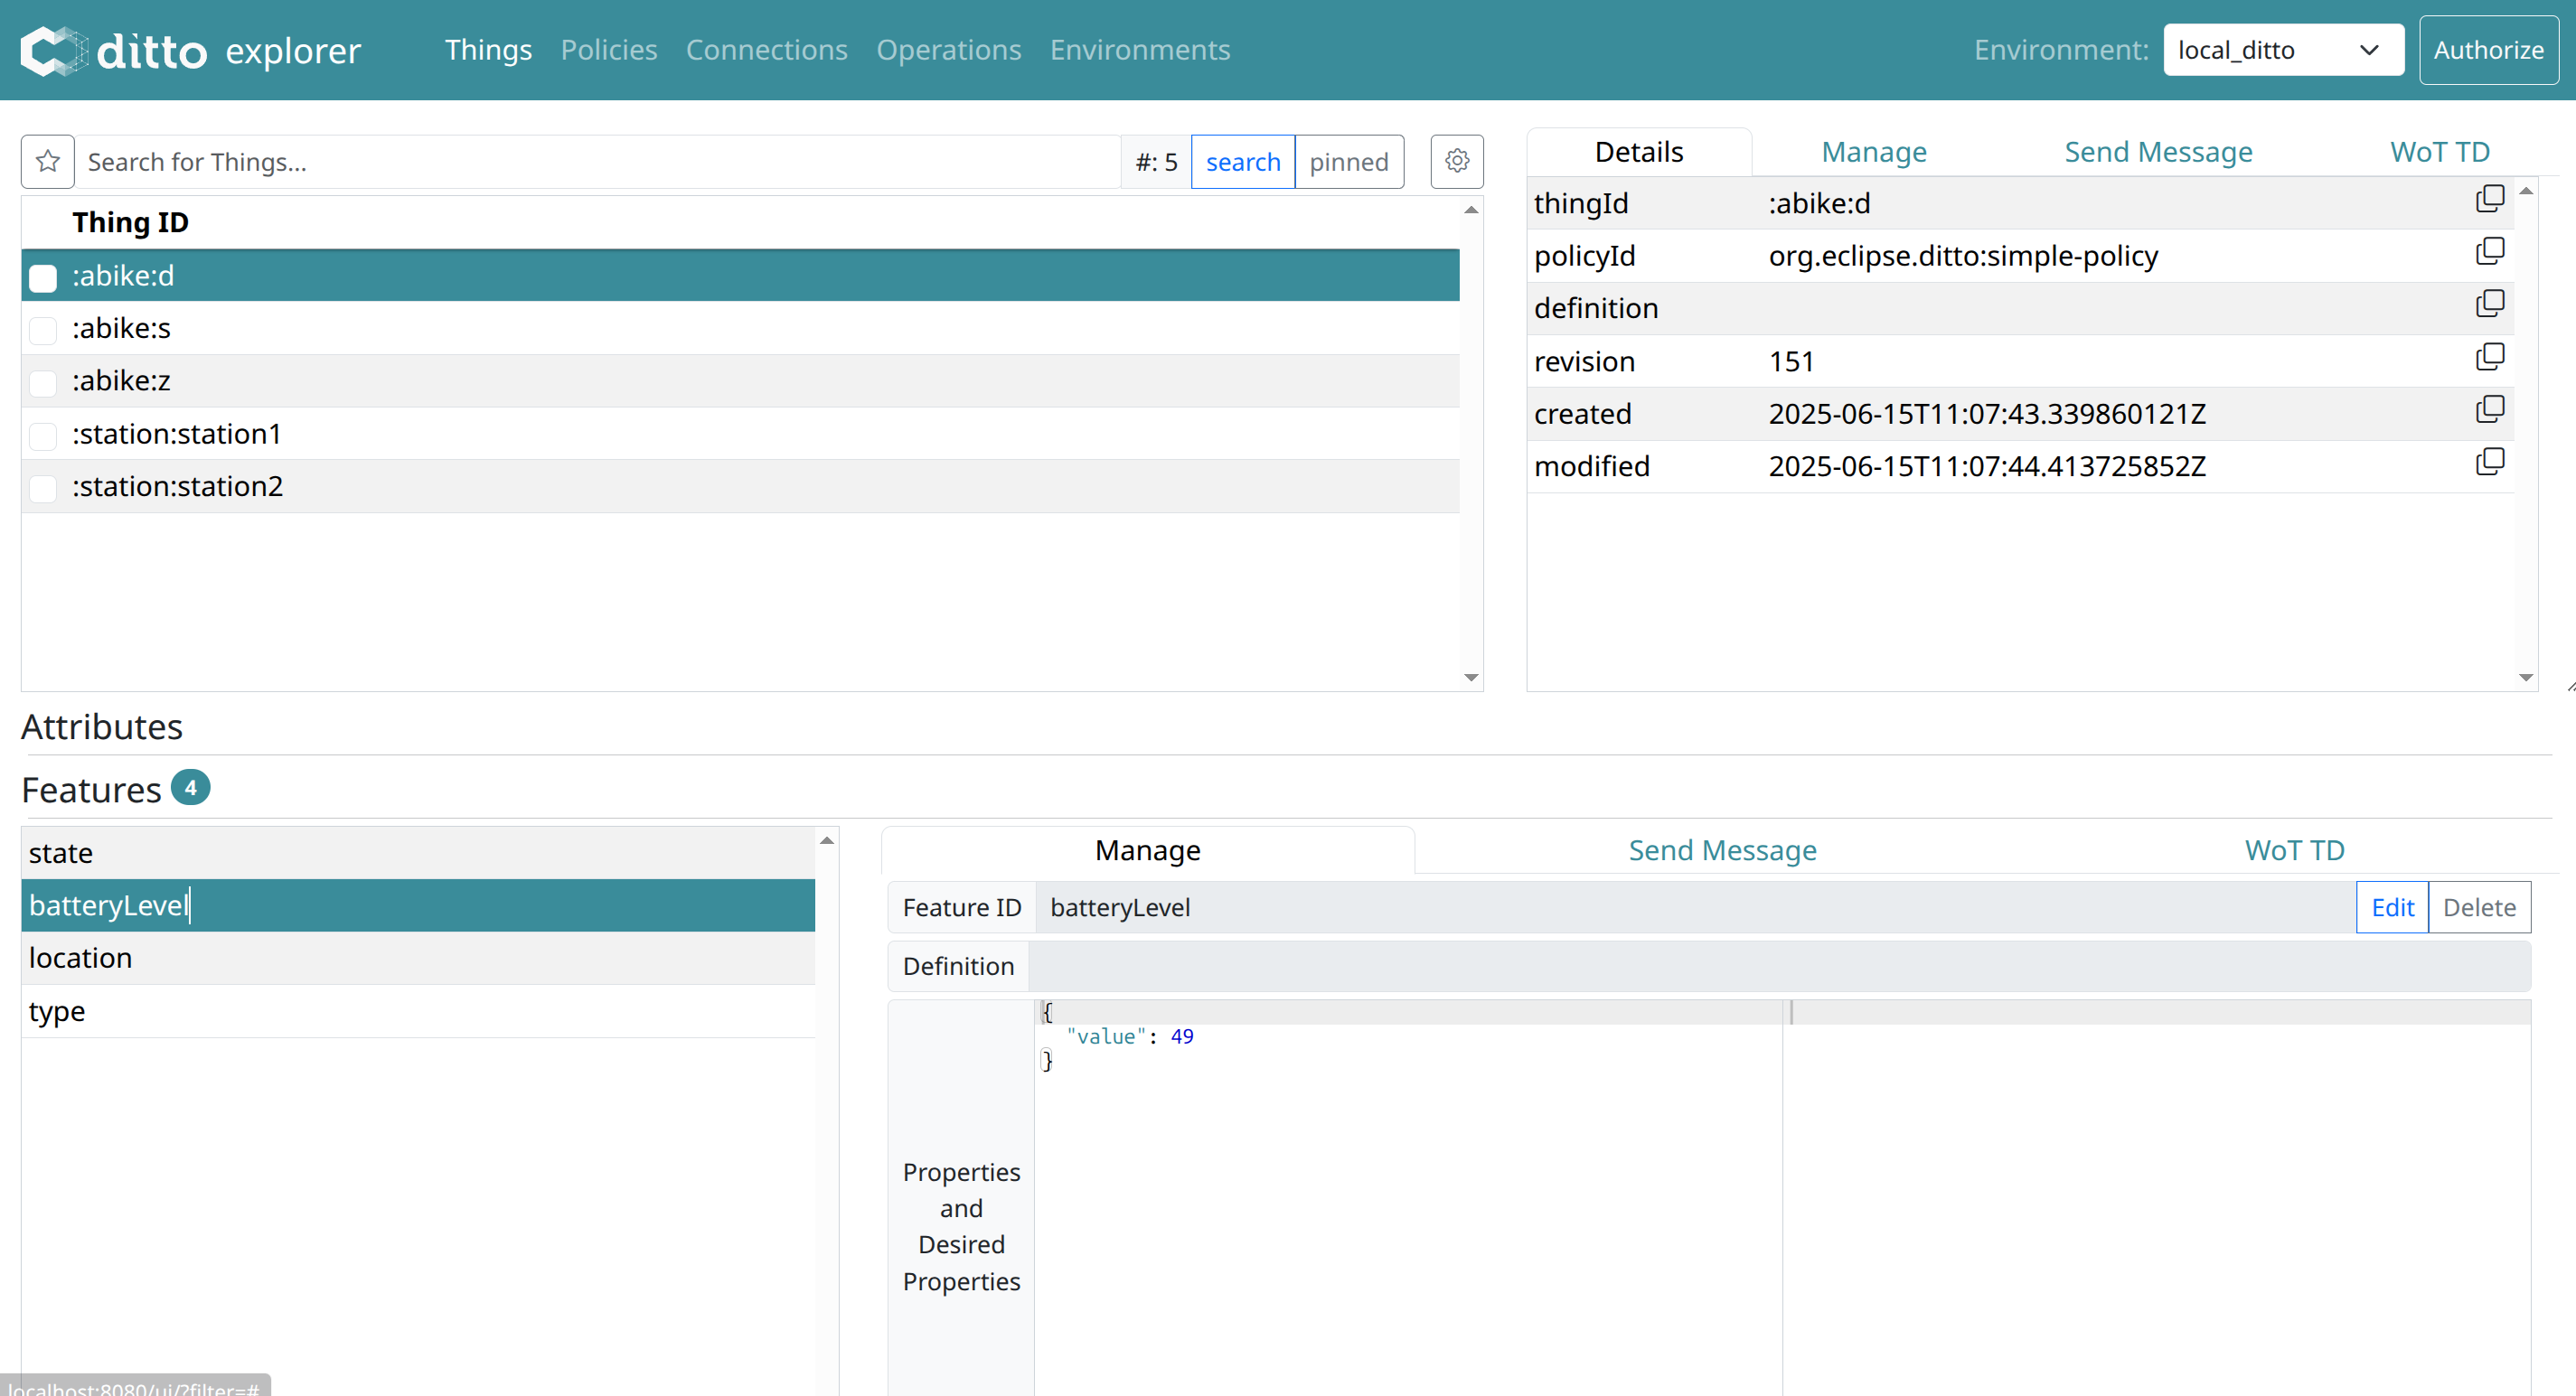 ditto explorer Things Policies Connections Operations Environments Environment: local_ditto Authorize
Search for Things... #: 5 search pinned
Thing ID
:abike:d
:abike:s
:abike:z
:station:station1
:station:station2
Details Manage Send Message WoT TD
thingId :abike:d
policyId org.eclipse.ditto:simple-policy
definition
revision 151
created 2025-06-15T11:07:43.339860121Z
modified 2025-06-15T11:07:44.413725852Z
Attributes
Features 4
state
batteryLevel
location
type
Manage Send Message WoT TD
Feature ID batteryLevel Edit Delete
Definition
{
"value": 49
}
Properties
and
Desired
Properties
localhost:8080/ui/?filter=#